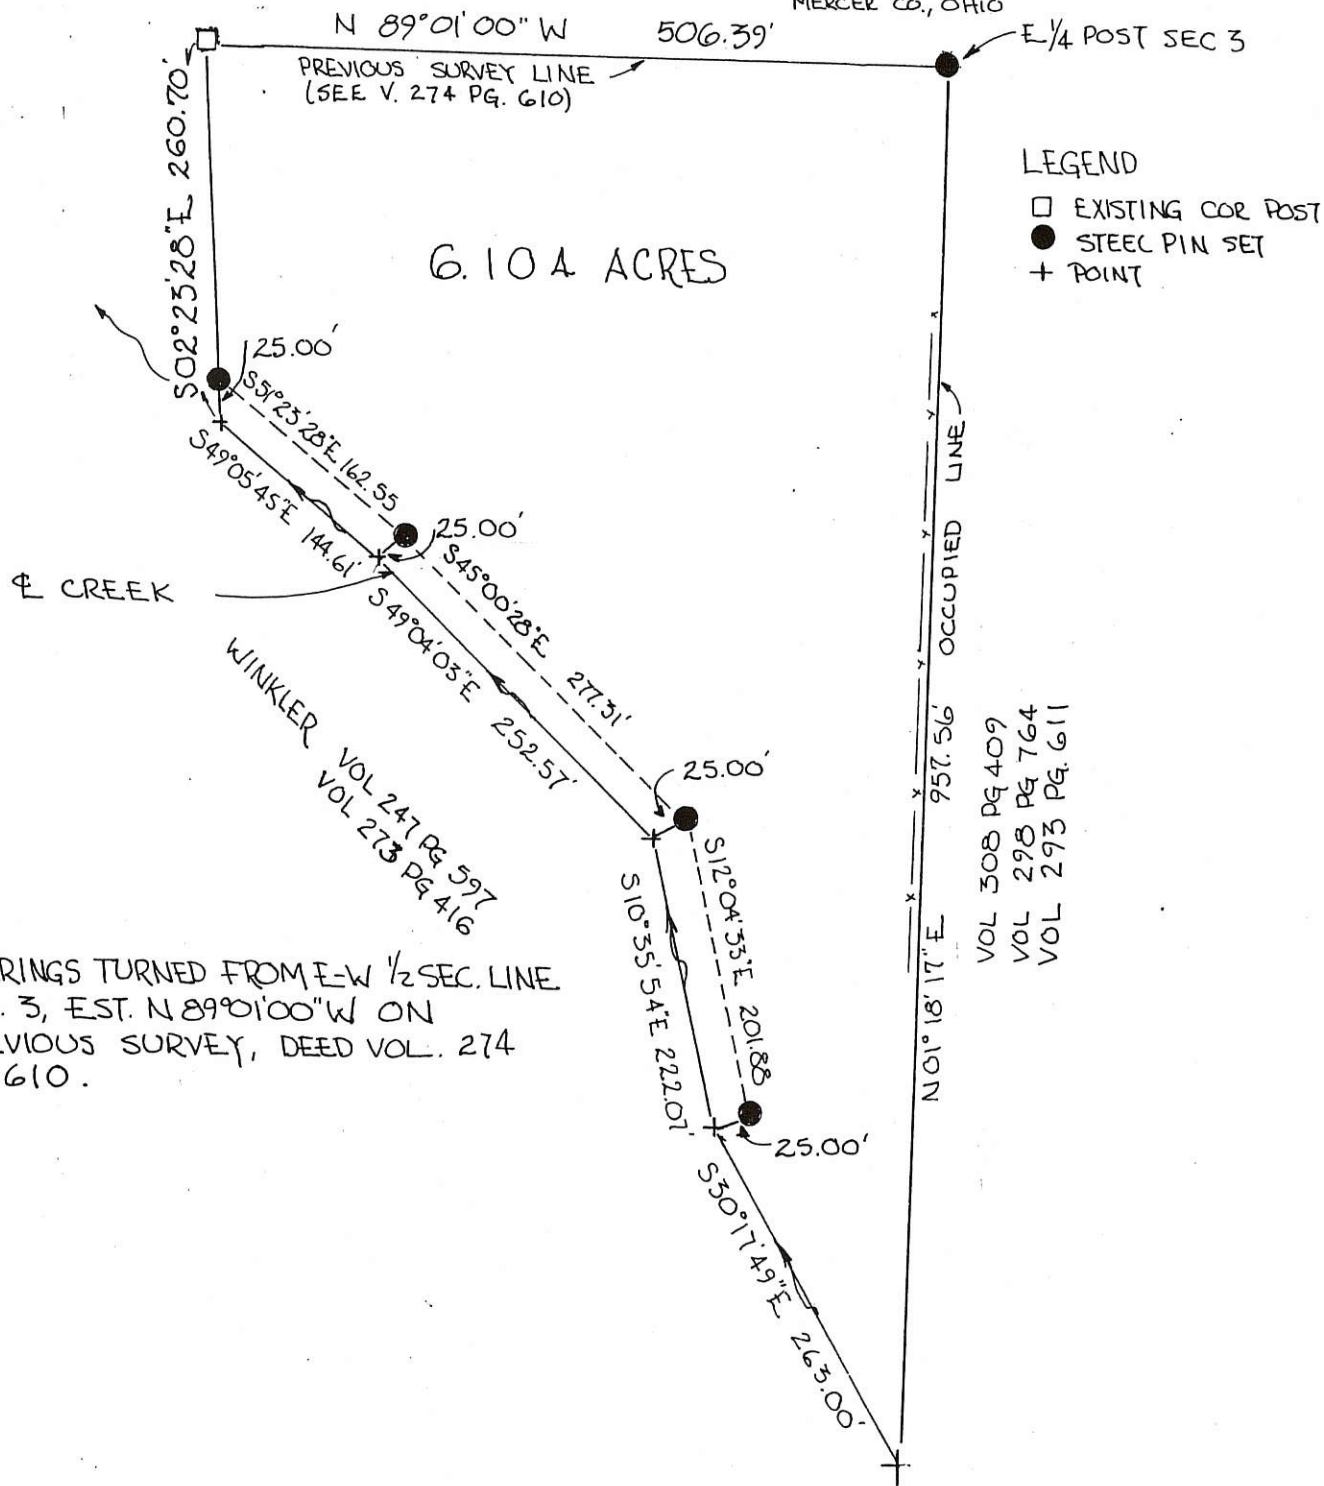 MERCER CO., OHIO
N 89°01'00" W 506.39'
E 1/4 POST SEC 3
PREVIOUS SURVEY LINE
(SEE V. 274 PG. 610)
S02°23'28"E 260.70'
LEGEND
□ EXISTING COR POST
● STEEL PIN SET
+ POINT
6.104 ACRES
25.00'
S51°23'28"E 162.55
S49°05'45"E 144.61'
25.00'
S45°00'28"E 277.31'
℄ CREEK
S49°04'03"E 252.57'
OCCUPIED LINE
WINKLER VOL 247 PG 597
VOL 273 PG 416
25.00'
S12°04'33"E 201.88
S10°35'54"E 222.07'
N01°18'17"E 957.56'
VOL 308 PG 409
VOL 298 PG 764
VOL 293 PG. 611
RINGS TURNED FROM E-W 1/2 SEC. LINE
. 3, EST. N 89°01'00"W ON
VIOUS SURVEY, DEED VOL. 274
610.
25.00'
S30°17'49"E 263.00'